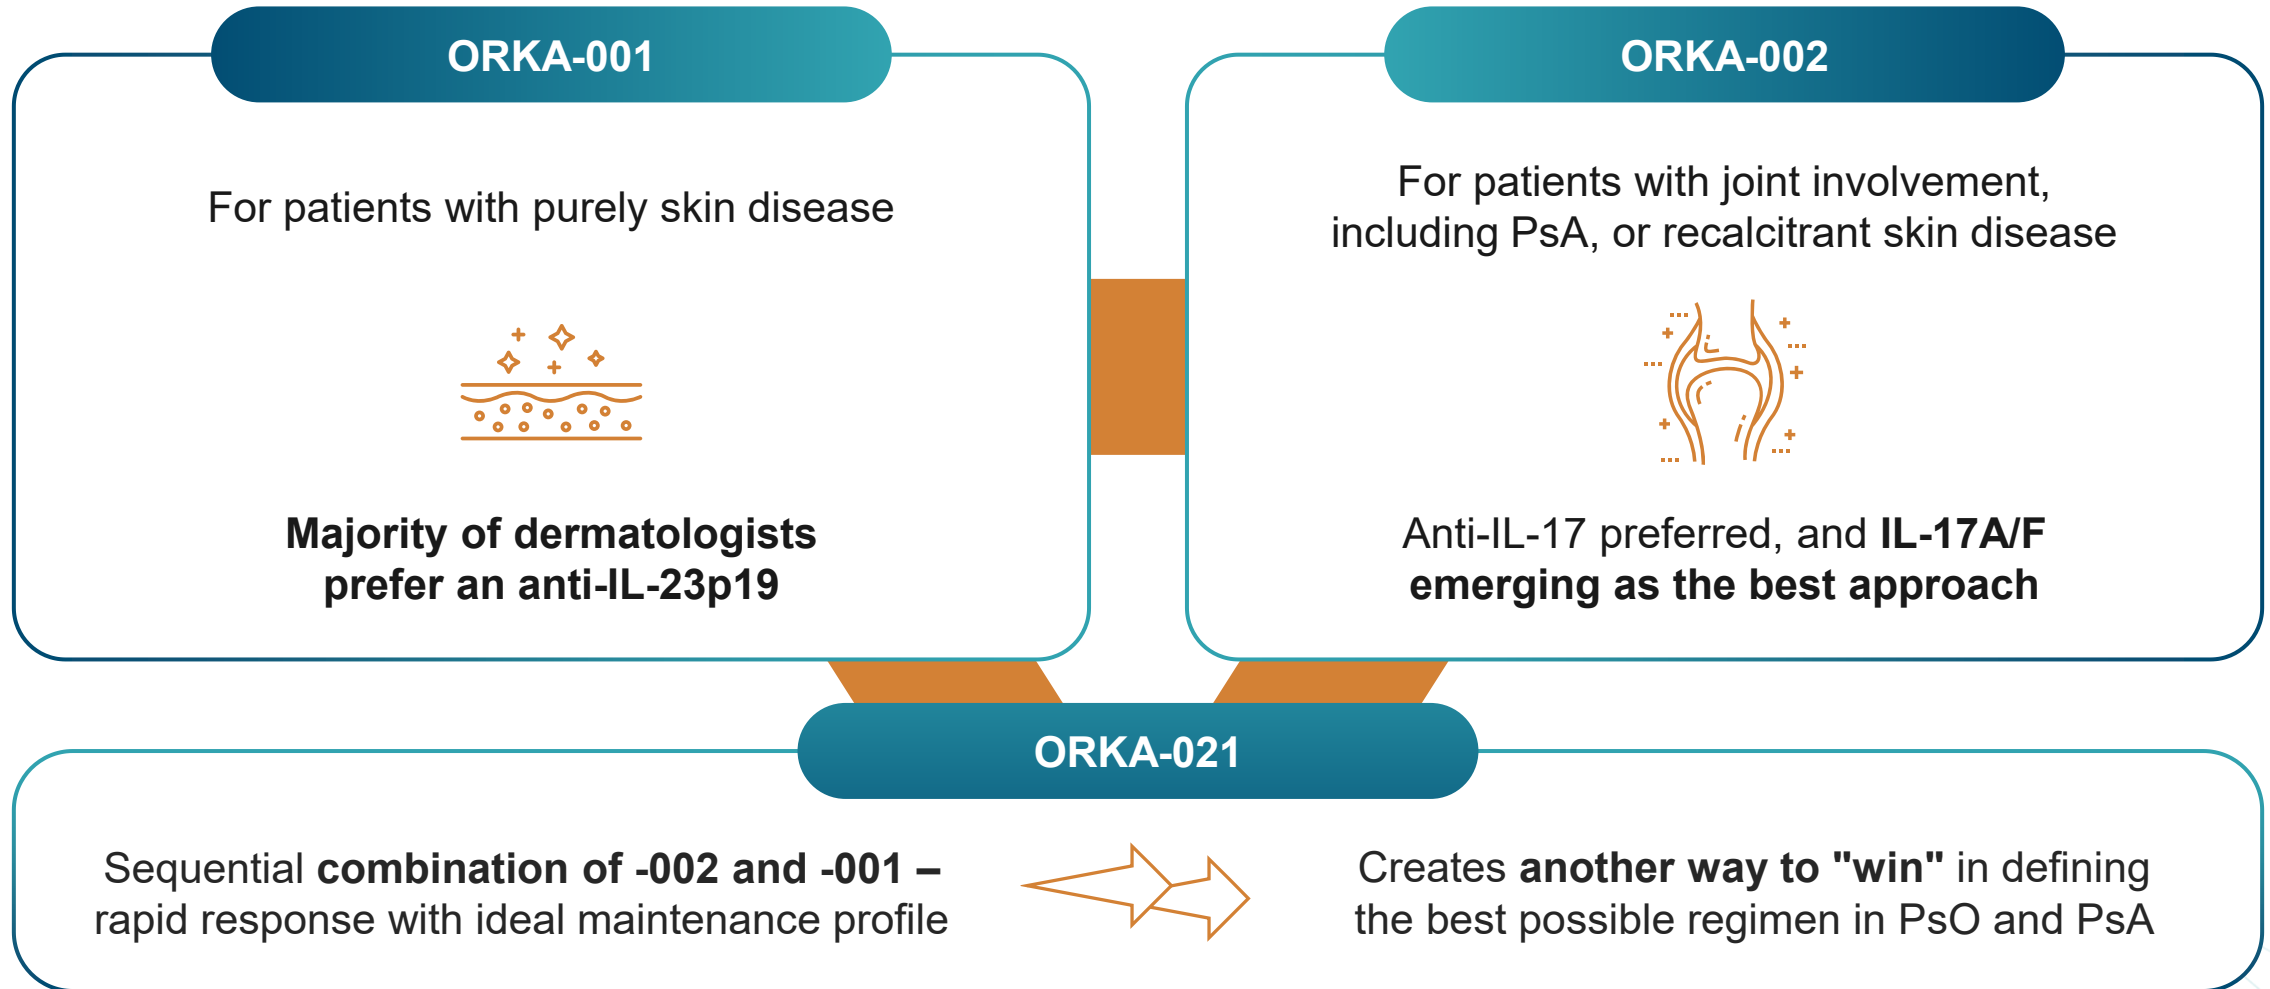 ORKA-001
For patients with purely skin disease
Majority of dermatologists
prefer an anti-IL-23p19
ORKA-002
For patients with joint involvement,
including PsA, or recalcitrant skin disease
Anti-IL-17 preferred, and IL-17A/F
emerging as the best approach
ORKA-021
Sequential combination of -002 and -001 –
rapid response with ideal maintenance profile
Creates another way to "win" in defining
the best possible regimen in PsO and PsA